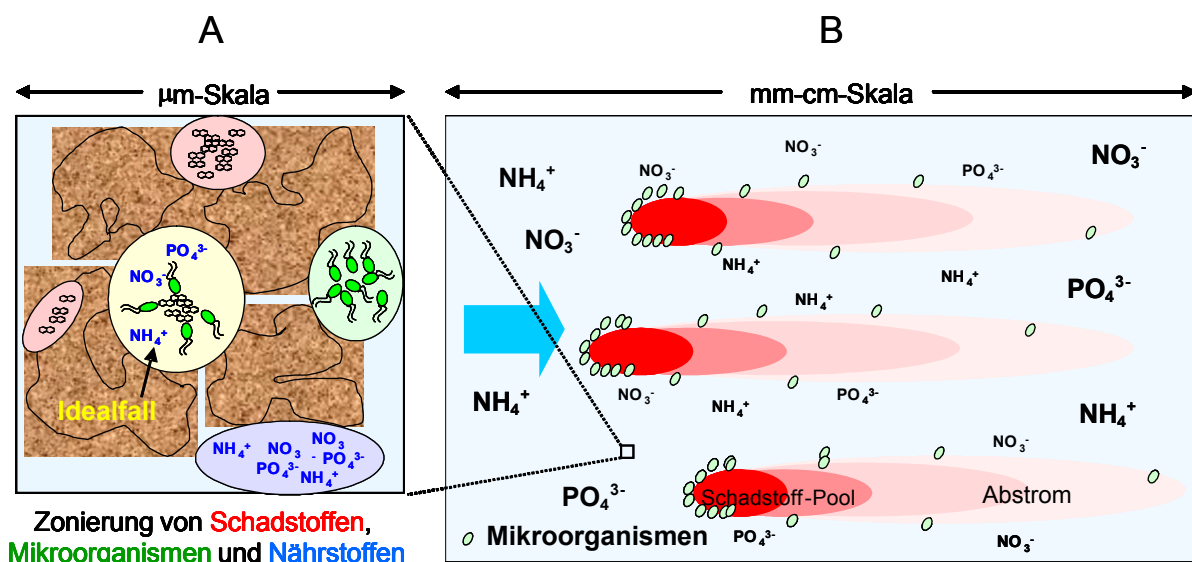 A
B
µm-Skala
mm-cm-Skala
PO₄³⁻
NO₃⁻
NH₄⁺
Idealfall
NH₄⁺
NO₃
NO₃
-
PO₄³⁻
PO₄³⁻
NH₄⁺
Zonierung von Schadstoffen,
Mikroorganismen und Nährstoffen
NH₄⁺
NO₃⁻
NO₃⁻
PO₄³⁻
NO₃⁻
NO₃⁻
NH₄⁺
NH₄⁺
PO₄³⁻
NH₄⁺
NH₄⁺
NO₃⁻
NH₄⁺
PO₄³⁻
NH₄⁺
NO₃⁻
PO₄³⁻
Schadstoff-Pool
Abstrom
Mikroorganismen
PO₄³⁻
NO₃⁻